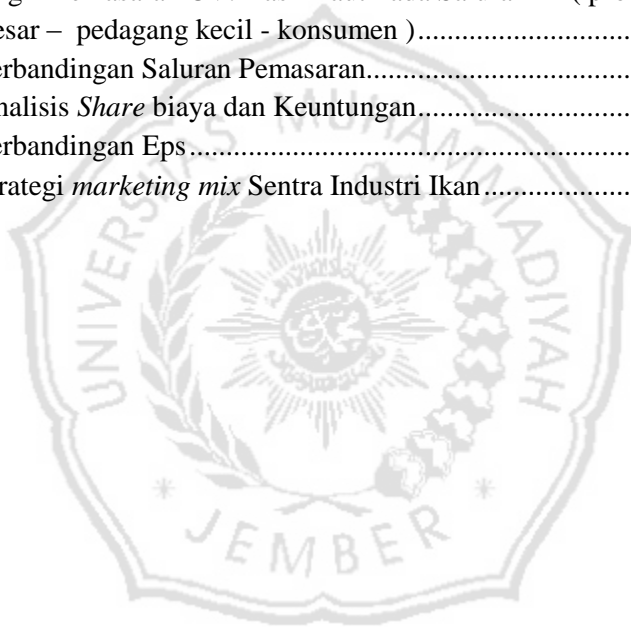 esar – pedagang kecil - konsumen )..............................
erbandingan Saluran Pemasaran....................................
nalisis Share biaya dan Keuntungan..............................
erbandingan Eps............................................................
trategi marketing mix Sentra Industri Ikan.....................
UNIVERSITAS MUHAMMADIYAH
JEMBER